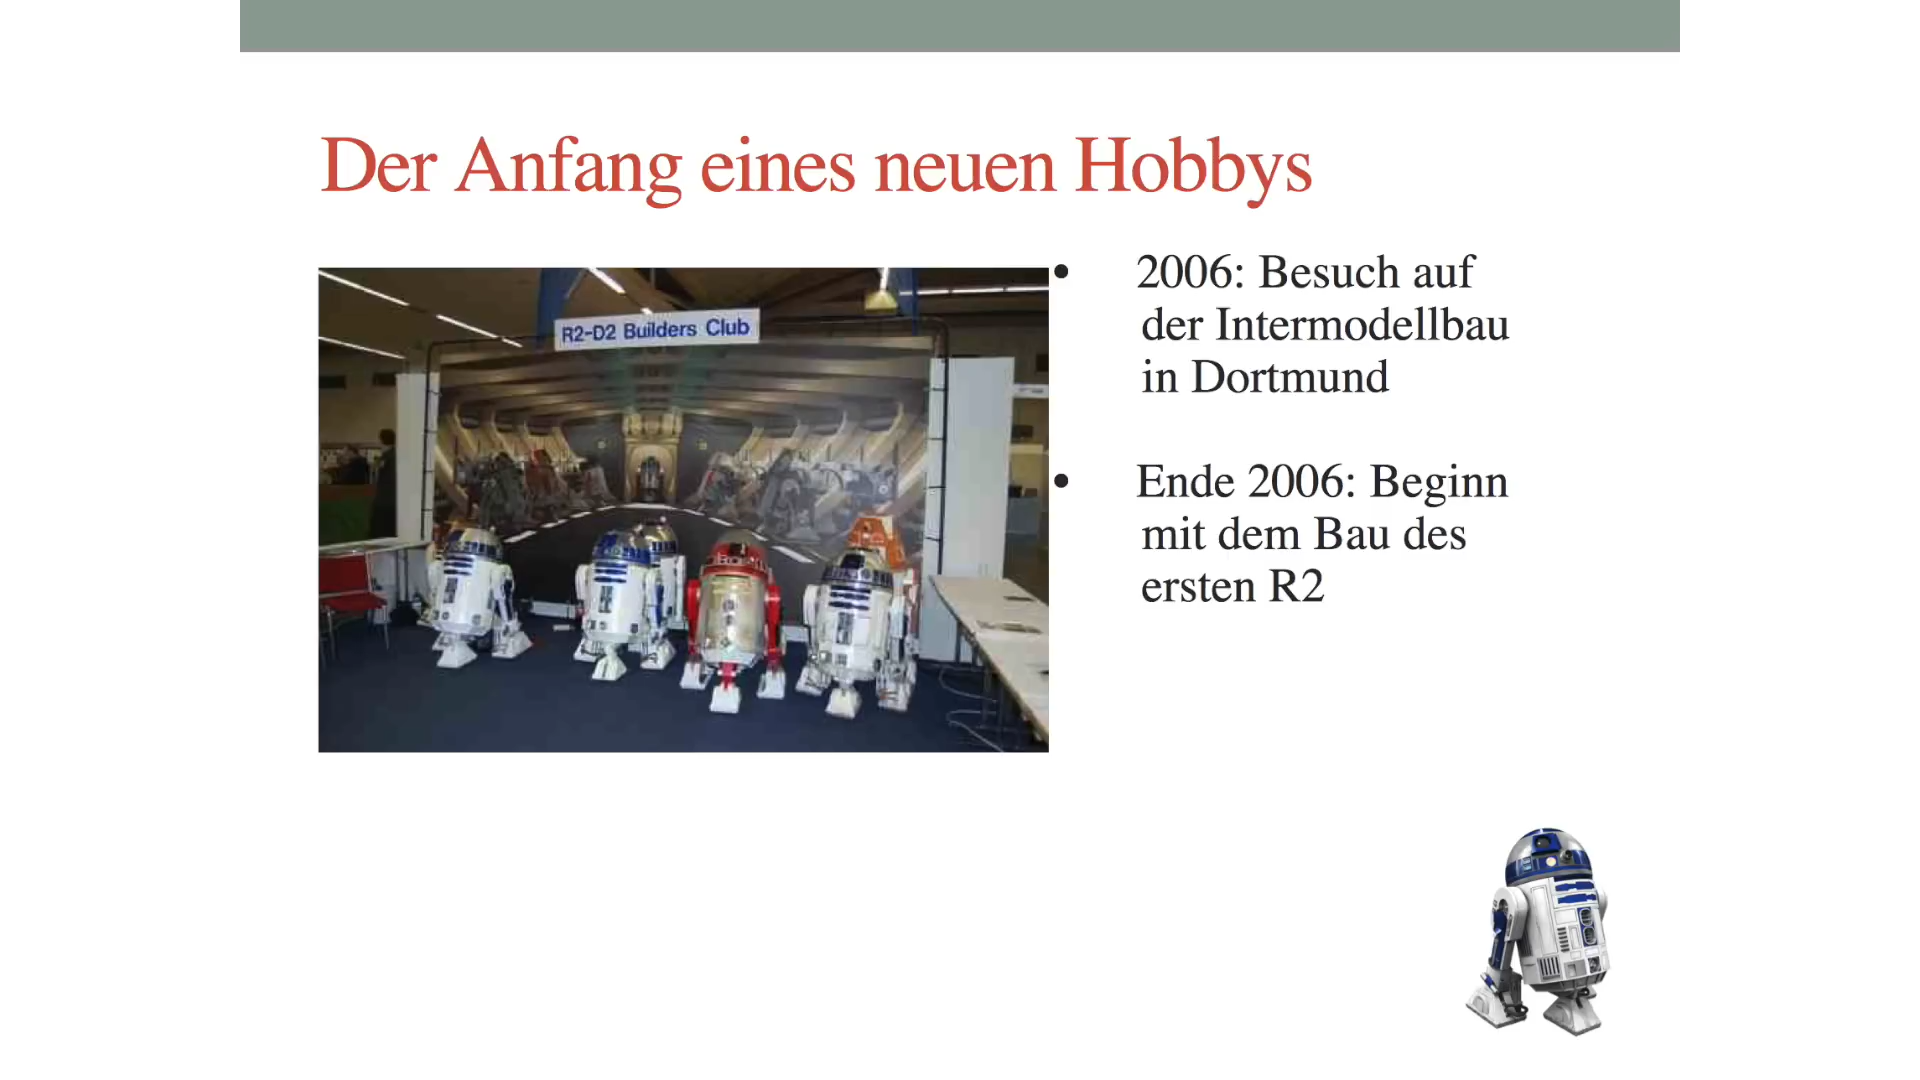 Der Anfang eines neuen Hobbys
R2-D2 Builders Club
• 2006: Besuch auf
der Intermodellbau
in Dortmund
• Ende 2006: Beginn
mit dem Bau des
ersten R2